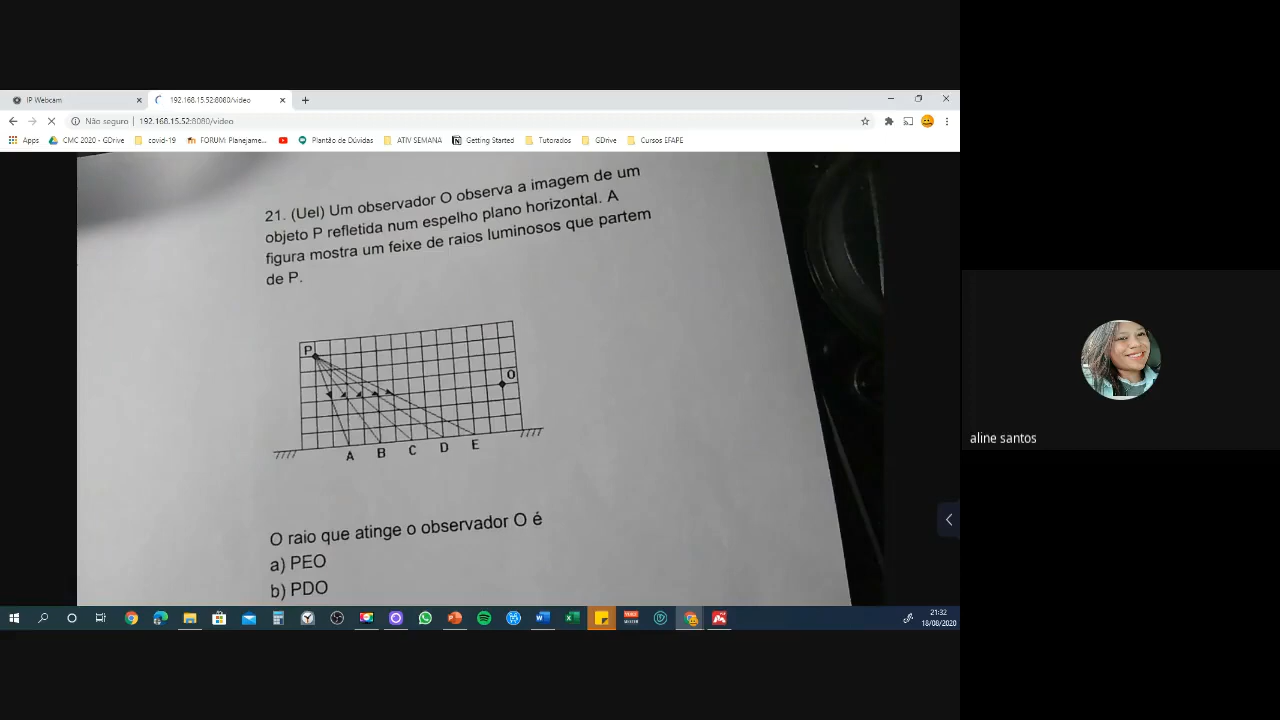 IP Webcam
192.168.15.52:8080/video
Não seguro
192.168.15.52:8080/video
Apps
CMC 2020 - GDrive
covid-19
FORUM: Planejame...
Plantão de Dúvidas
ATIV SEMANA
Getting Started
Tutorados
GDrive
Cursos EFAPE
21. (Uel) Um observador O observa a imagem de um
objeto P refletida num espelho plano horizontal. A
figura mostra um feixe de raios luminosos que partem
de P.
P
O
A B C D E
O raio que atinge o observador O é
a) PEO
b) PDO
aline santos
21:32
18/08/2020